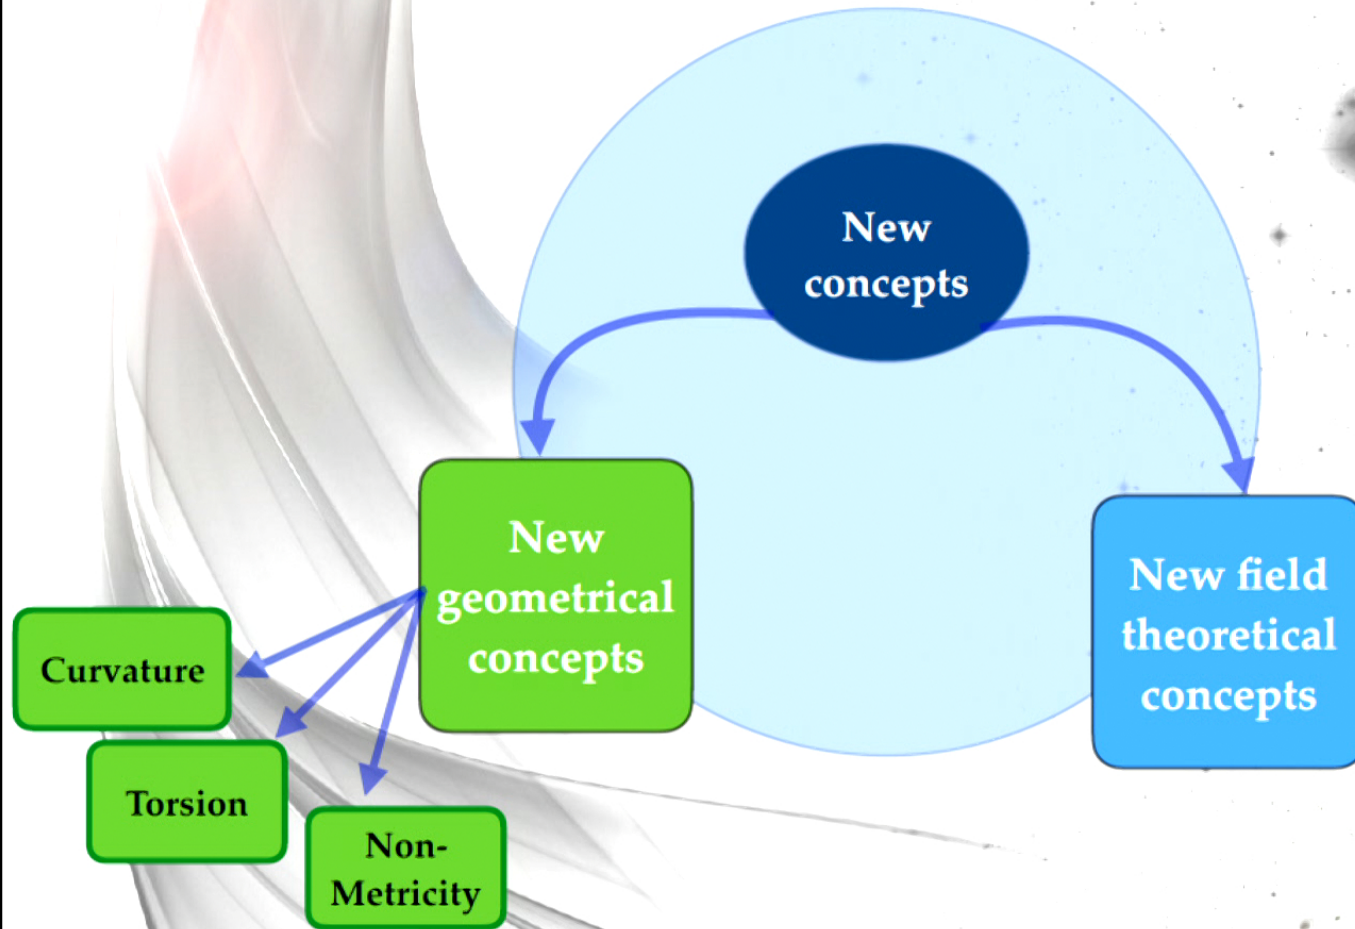 New
concepts
New
geometrical
concepts
New field
theoretical
concepts
Curvature
Torsion
Non-
Metricity